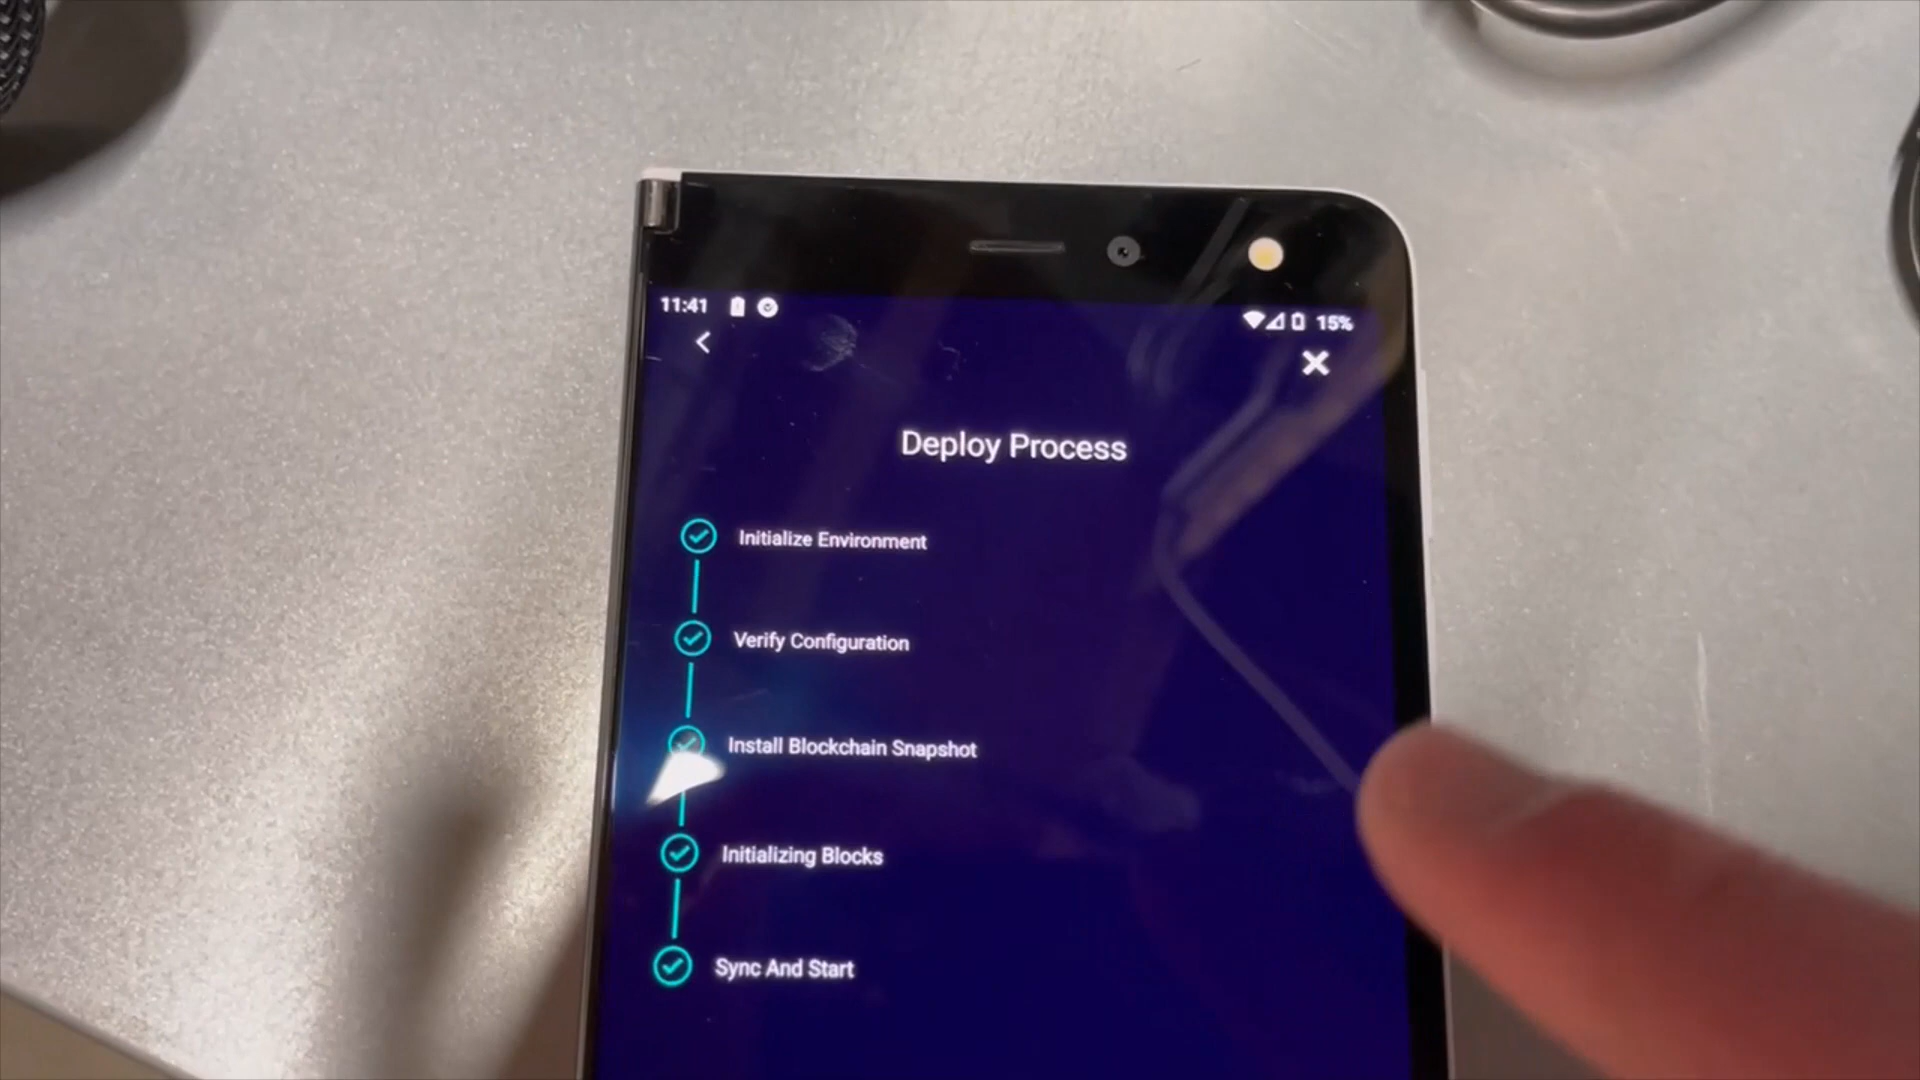 11:41
15%
Deploy Process
Initialize Environment
Verify Configuration
Install Blockchain Snapshot
Initializing Blocks
Sync And Start